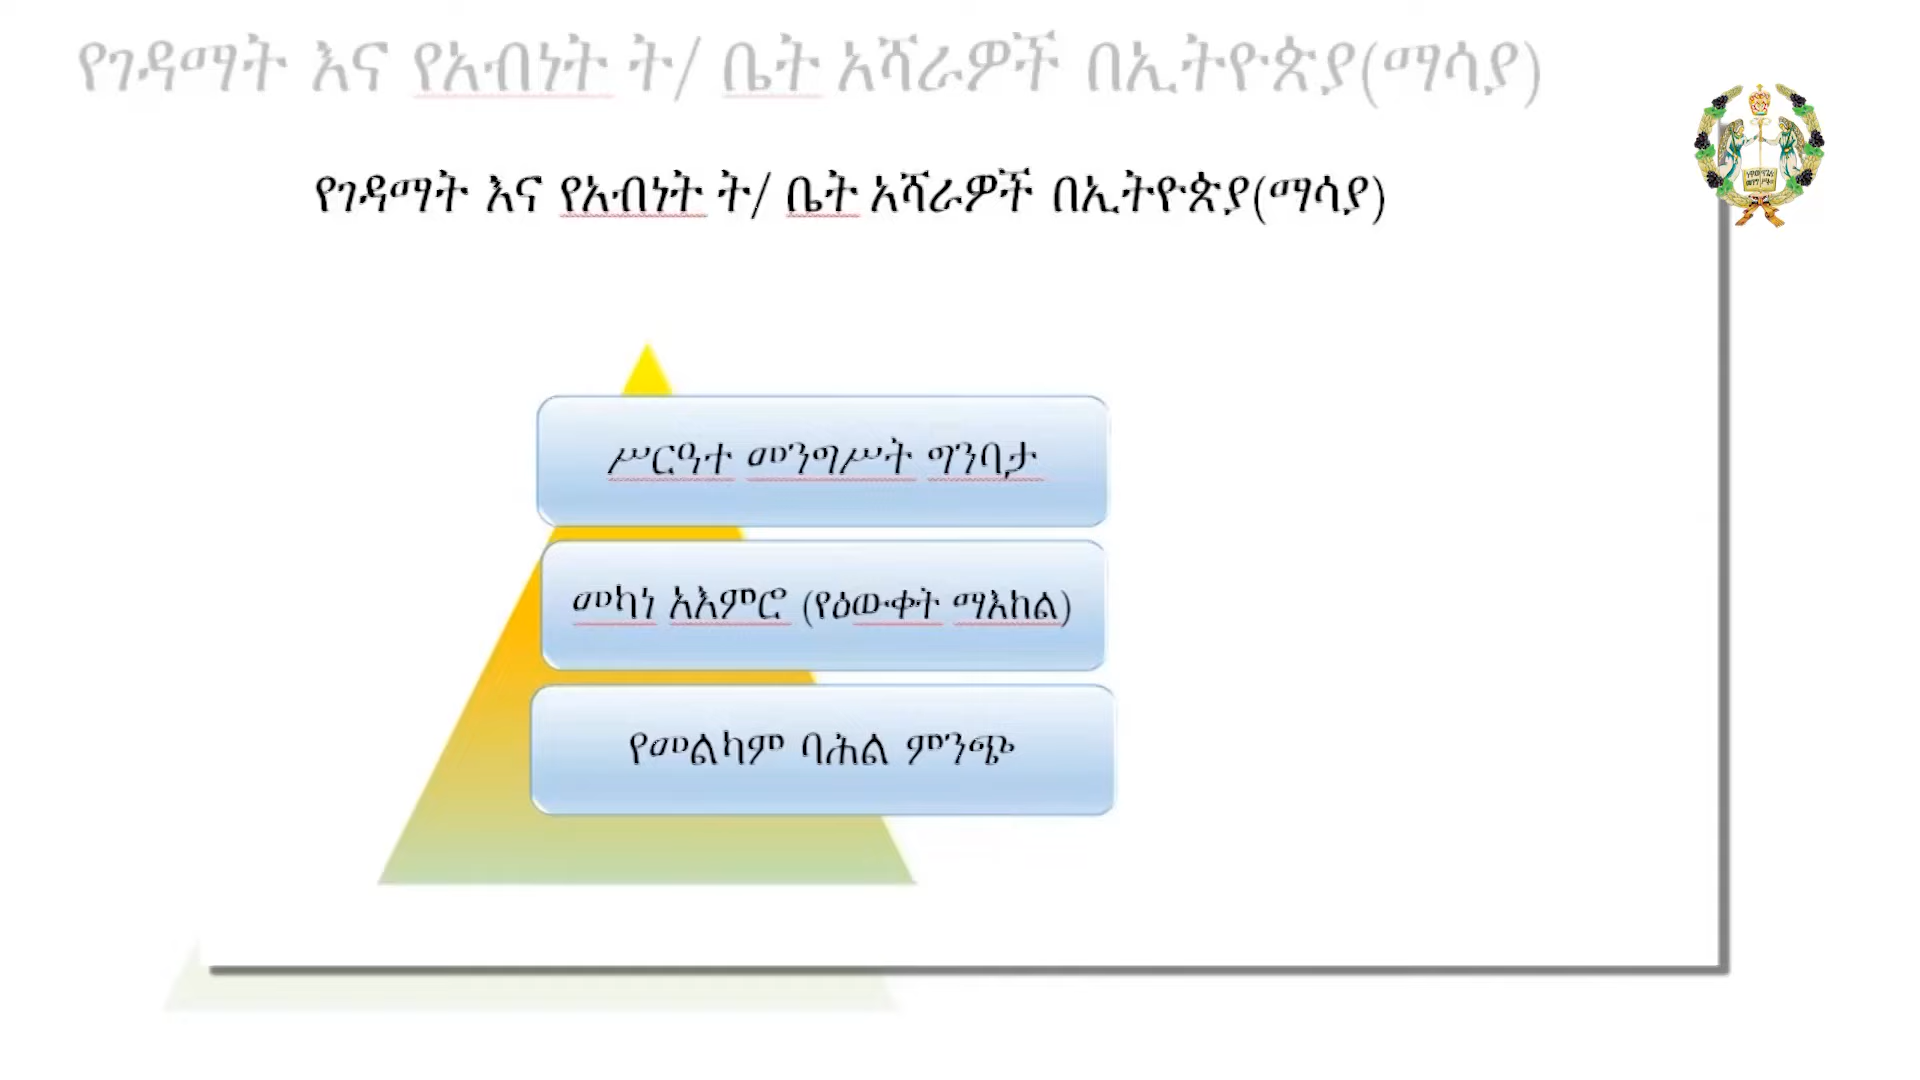 የገዳማት እና የአብነት ት/ ቤት አሻራዎች በኢትዮጵያ(ማሳያ)
የገዳማት እና የአብነት ት/ ቤት አሻራዎች በኢትዮጵያ(ማሳያ)
ሥርዓተ መንግሥት ግንባታ
መካነ አእምሮ (የዕውቀት ማእከል)
የመልካም ባሕል ምንጭ